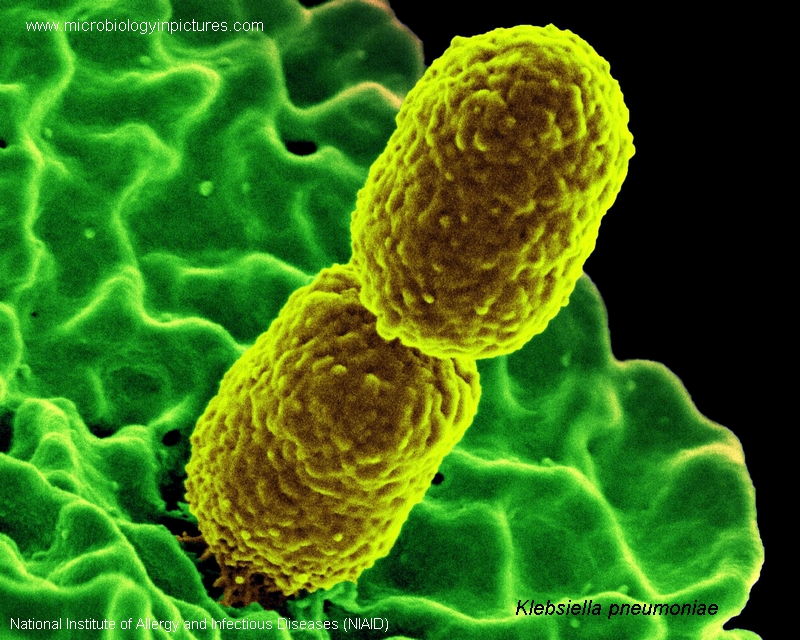 www.microbiologyinpictures.com
Klebsiella pneumoniae
National Institute of Allergy and Infectious Diseases (NIAID)